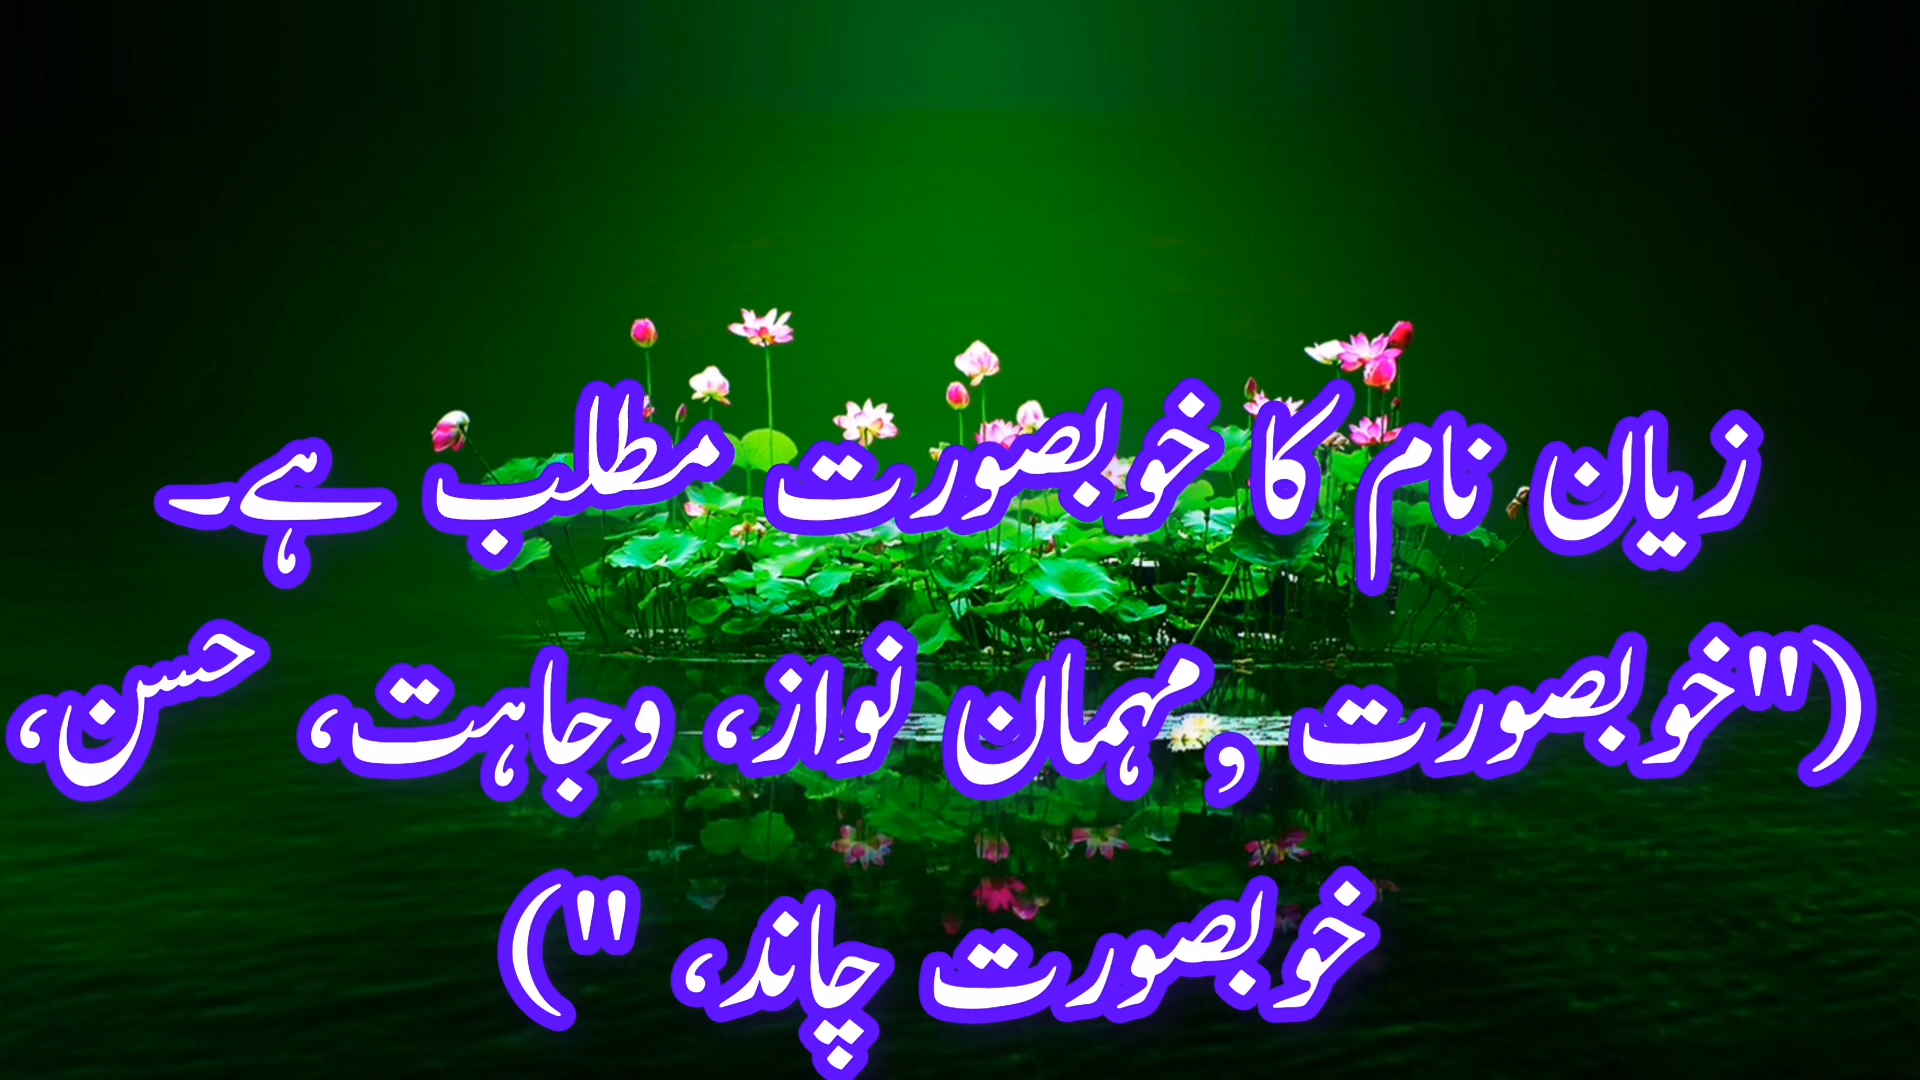 زیان نام کا خوبصورت مطلب ہے۔
("خوبصورت ,مہمان نواز، وجاہت، حسن،
خوبصورت چاند، ")